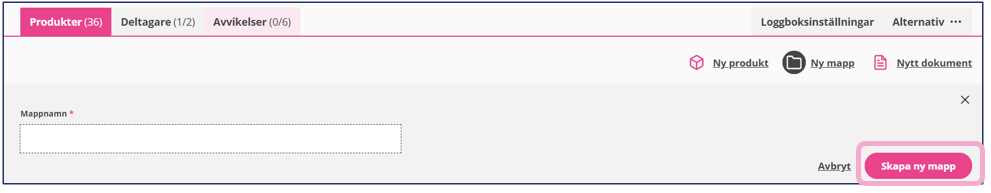 Produkter (36) Deltagare (1/2) Avvikelser (0/6) Loggboksinställningar Alternativ ···
Ny produkt Ny mapp Nytt dokument
Mappnamn *
Avbryt Skapa ny mapp